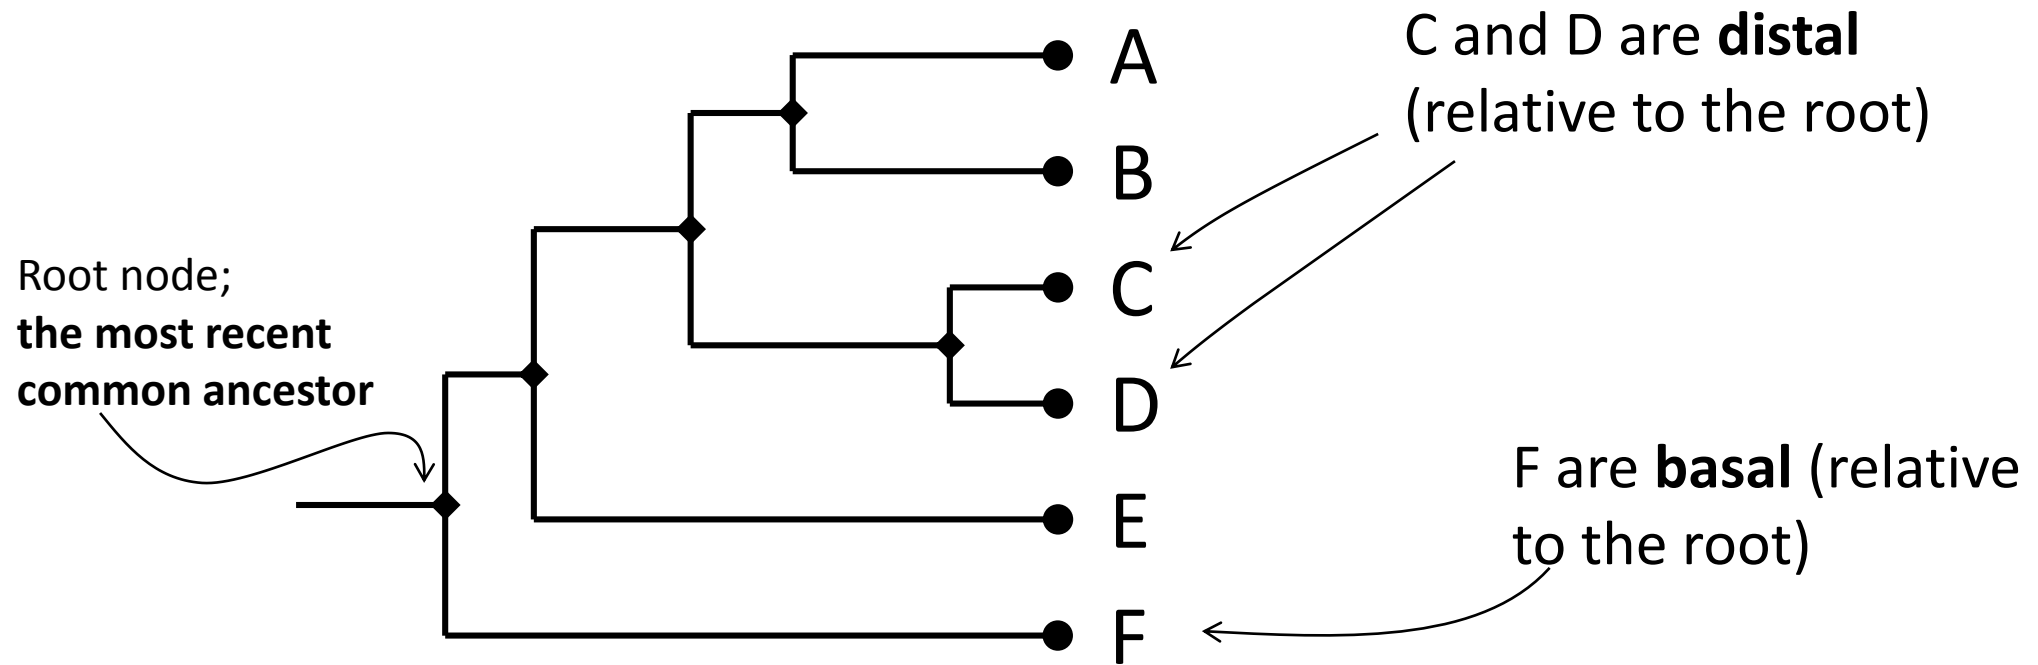 A
C and D are distal
(relative to the root)
B
Root node;
the most recent
common ancestor
C
D
F are basal (relative
to the root)
E
F